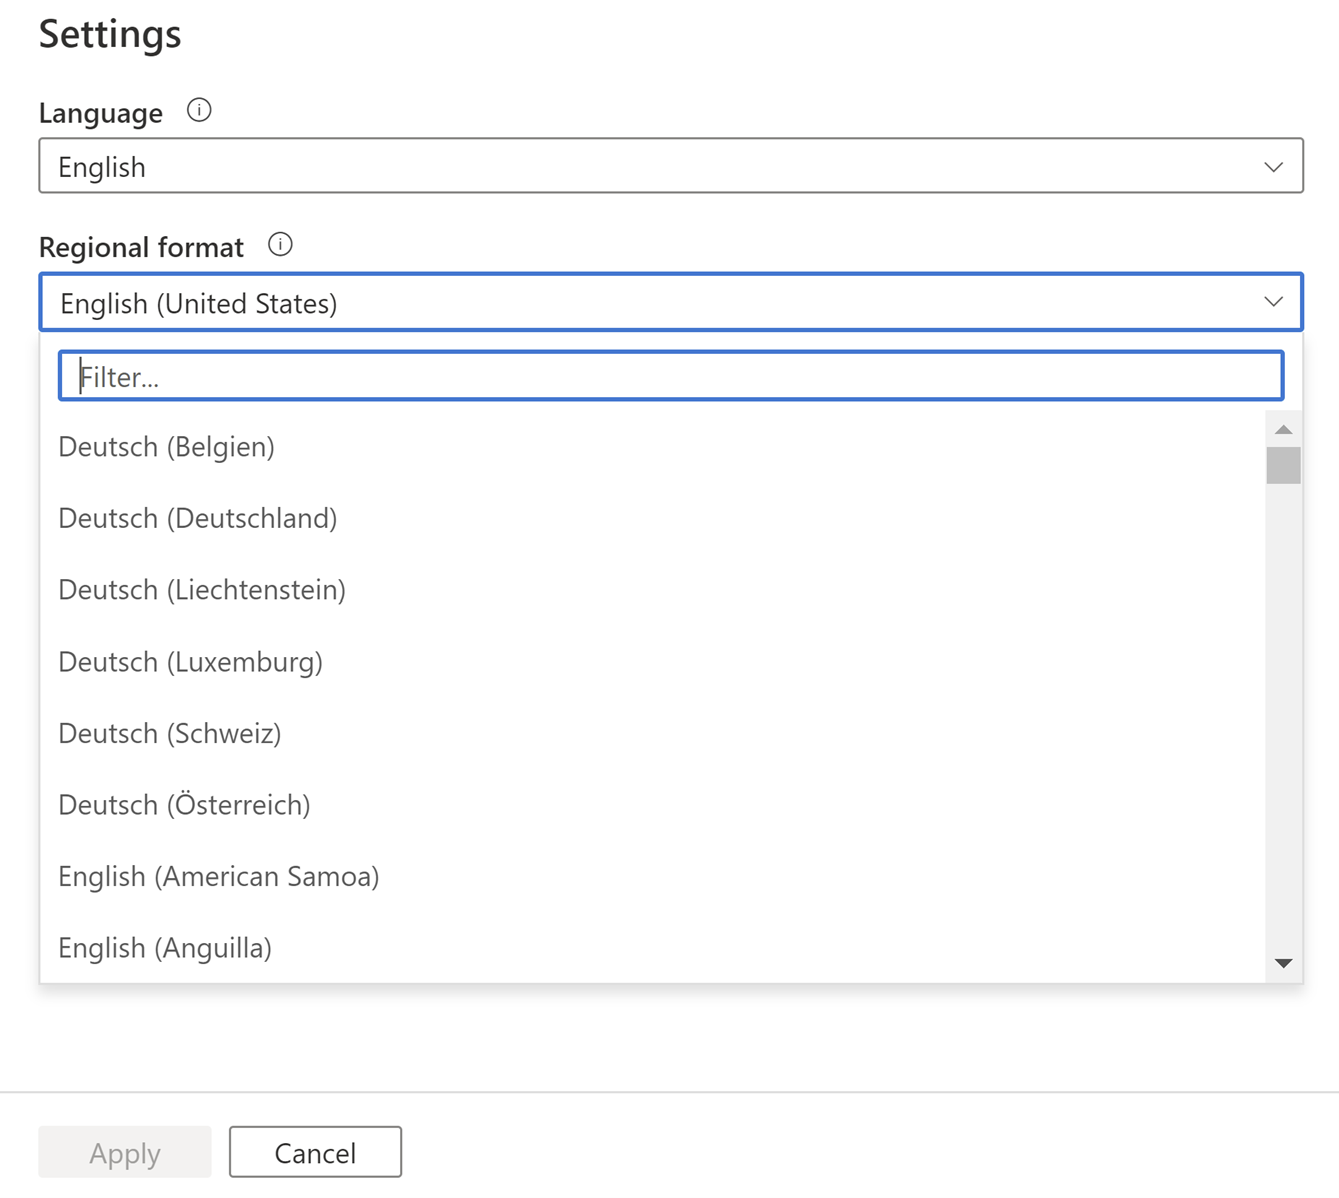 Settings
Language
English
Regional format
English (United States)
Filter...
Deutsch (Belgien)
Deutsch (Deutschland)
Deutsch (Liechtenstein)
Deutsch (Luxemburg)
Deutsch (Schweiz)
Deutsch (Österreich)
English (American Samoa)
English (Anguilla)
Apply Cancel